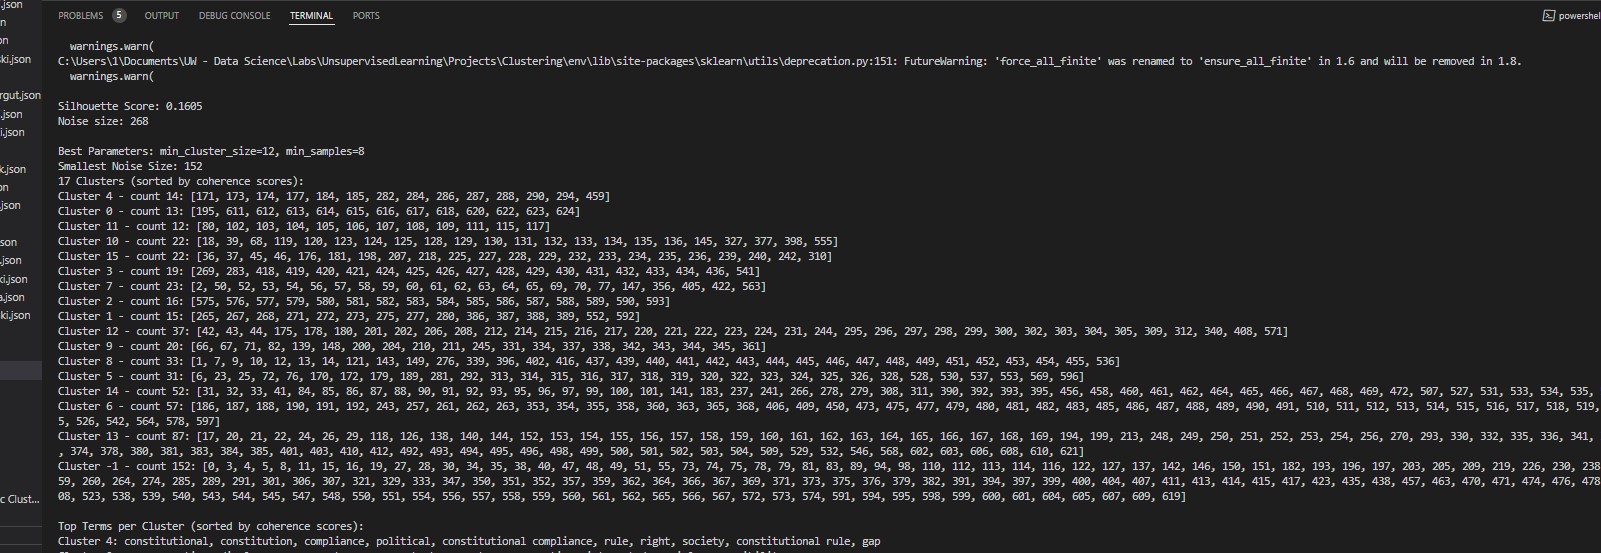 .json
n
PROBLEMS 5 OUTPUT DEBUG CONSOLE TERMINAL PORTS
powershel
on
ski.json
rgut.json
.json
i.json
k.json
on
.json
son
.json
ki.json
a.json
ski.json
c Clust...
warnings.warn(
C:\Users\1\Documents\UW - Data Science\Labs\UnsupervisedLearning\Projects\Clustering\env\lib\site-packages\sklearn\utils\deprecation.py:151: FutureWarning: 'force_all_finite' was renamed to 'ensure_all_finite' in 1.6 and will be removed in 1.8.
warnings.warn(
Silhouette Score: 0.1605
Noise size: 268
Best Parameters: min_cluster_size=12, min_samples=8
Smallest Noise Size: 152
17 Clusters (sorted by coherence scores):
Cluster 4 - count 14: [171, 173, 174, 177, 184, 185, 282, 284, 286, 287, 288, 290, 294, 459]
Cluster 0 - count 13: [195, 611, 612, 613, 614, 615, 616, 617, 618, 620, 622, 623, 624]
Cluster 11 - count 12: [80, 102, 103, 104, 105, 106, 107, 108, 109, 111, 115, 117]
Cluster 10 - count 22: [18, 39, 68, 119, 120, 123, 124, 125, 128, 129, 130, 131, 132, 133, 134, 135, 136, 145, 327, 377, 398, 555]
Cluster 15 - count 22: [36, 37, 45, 46, 176, 181, 198, 207, 218, 225, 227, 228, 229, 232, 233, 234, 235, 236, 239, 240, 242, 310]
Cluster 3 - count 19: [269, 283, 418, 419, 420, 421, 424, 425, 426, 427, 428, 429, 430, 431, 432, 433, 434, 436, 541]
Cluster 7 - count 23: [2, 50, 52, 53, 54, 56, 57, 58, 59, 60, 61, 62, 63, 64, 65, 69, 70, 77, 147, 356, 405, 422, 563]
Cluster 2 - count 16: [575, 576, 577, 579, 580, 581, 582, 583, 584, 585, 586, 587, 588, 589, 590, 593]
Cluster 1 - count 15: [265, 267, 268, 271, 272, 273, 275, 277, 280, 386, 387, 388, 389, 552, 592]
Cluster 12 - count 37: [42, 43, 44, 175, 178, 180, 201, 202, 206, 208, 212, 214, 215, 216, 217, 220, 221, 222, 223, 224, 231, 244, 295, 296, 297, 298, 299, 300, 302, 303, 304, 305, 309, 312, 340, 408, 571]
Cluster 9 - count 20: [66, 67, 71, 82, 139, 148, 200, 204, 210, 211, 245, 331, 334, 337, 338, 342, 343, 344, 345, 361]
Cluster 8 - count 33: [1, 7, 9, 10, 12, 13, 14, 121, 143, 149, 276, 339, 396, 402, 416, 437, 439, 440, 441, 442, 443, 444, 445, 446, 447, 448, 449, 451, 452, 453, 454, 455, 536]
Cluster 5 - count 31: [6, 23, 25, 72, 76, 170, 172, 179, 189, 281, 292, 313, 314, 315, 316, 317, 318, 319, 320, 322, 323, 324, 325, 326, 328, 528, 530, 537, 553, 569, 596]
Cluster 14 - count 52: [31, 32, 33, 41, 84, 85, 86, 87, 88, 90, 91, 92, 93, 95, 96, 97, 99, 100, 101, 141, 183, 237, 241, 266, 278, 279, 308, 311, 390, 392, 393, 395, 456, 458, 460, 461, 462, 464, 465, 466, 467, 468, 469, 472, 507, 527, 531, 533, 534, 535,
Cluster 6 - count 57: [186, 187, 188, 190, 191, 192, 243, 257, 261, 262, 263, 353, 354, 355, 358, 360, 363, 365, 368, 406, 409, 450, 473, 475, 477, 479, 480, 481, 482, 483, 485, 486, 487, 488, 489, 490, 491, 510, 511, 512, 513, 514, 515, 516, 517, 518, 519,
5, 526, 542, 564, 578, 597]
Cluster 13 - count 87: [17, 20, 21, 22, 24, 26, 29, 118, 126, 138, 140, 144, 152, 153, 154, 155, 156, 157, 158, 159, 160, 161, 162, 163, 164, 165, 166, 167, 168, 169, 194, 199, 213, 248, 249, 250, 251, 252, 253, 254, 256, 270, 293, 330, 332, 335, 336, 341,
, 374, 378, 380, 381, 383, 384, 385, 401, 403, 410, 412, 492, 493, 494, 495, 496, 498, 499, 500, 501, 502, 503, 504, 509, 529, 532, 546, 568, 602, 603, 606, 608, 610, 621]
Cluster -1 - count 152: [0, 3, 4, 5, 8, 11, 15, 16, 19, 27, 28, 30, 34, 35, 38, 40, 47, 48, 49, 51, 55, 73, 74, 75, 78, 79, 81, 83, 89, 94, 98, 110, 112, 113, 114, 116, 122, 127, 137, 142, 146, 150, 151, 182, 193, 196, 197, 203, 205, 209, 219, 226, 230, 238
59, 260, 264, 274, 285, 289, 291, 301, 306, 307, 321, 329, 333, 347, 350, 351, 352, 357, 359, 362, 364, 366, 367, 369, 371, 373, 375, 376, 379, 382, 391, 394, 397, 399, 400, 404, 407, 411, 413, 414, 415, 417, 423, 435, 438, 457, 463, 470, 471, 474, 476, 478
08, 523, 538, 539, 540, 543, 544, 545, 547, 548, 550, 551, 554, 556, 557, 558, 559, 560, 561, 562, 565, 566, 567, 572, 573, 574, 591, 594, 595, 598, 599, 600, 601, 604, 605, 607, 609, 619]
Top Terms per Cluster (sorted by coherence scores):
Cluster 4: constitutional, constitution, compliance, political, constitutional compliance, rule, right, society, constitutional rule, gap